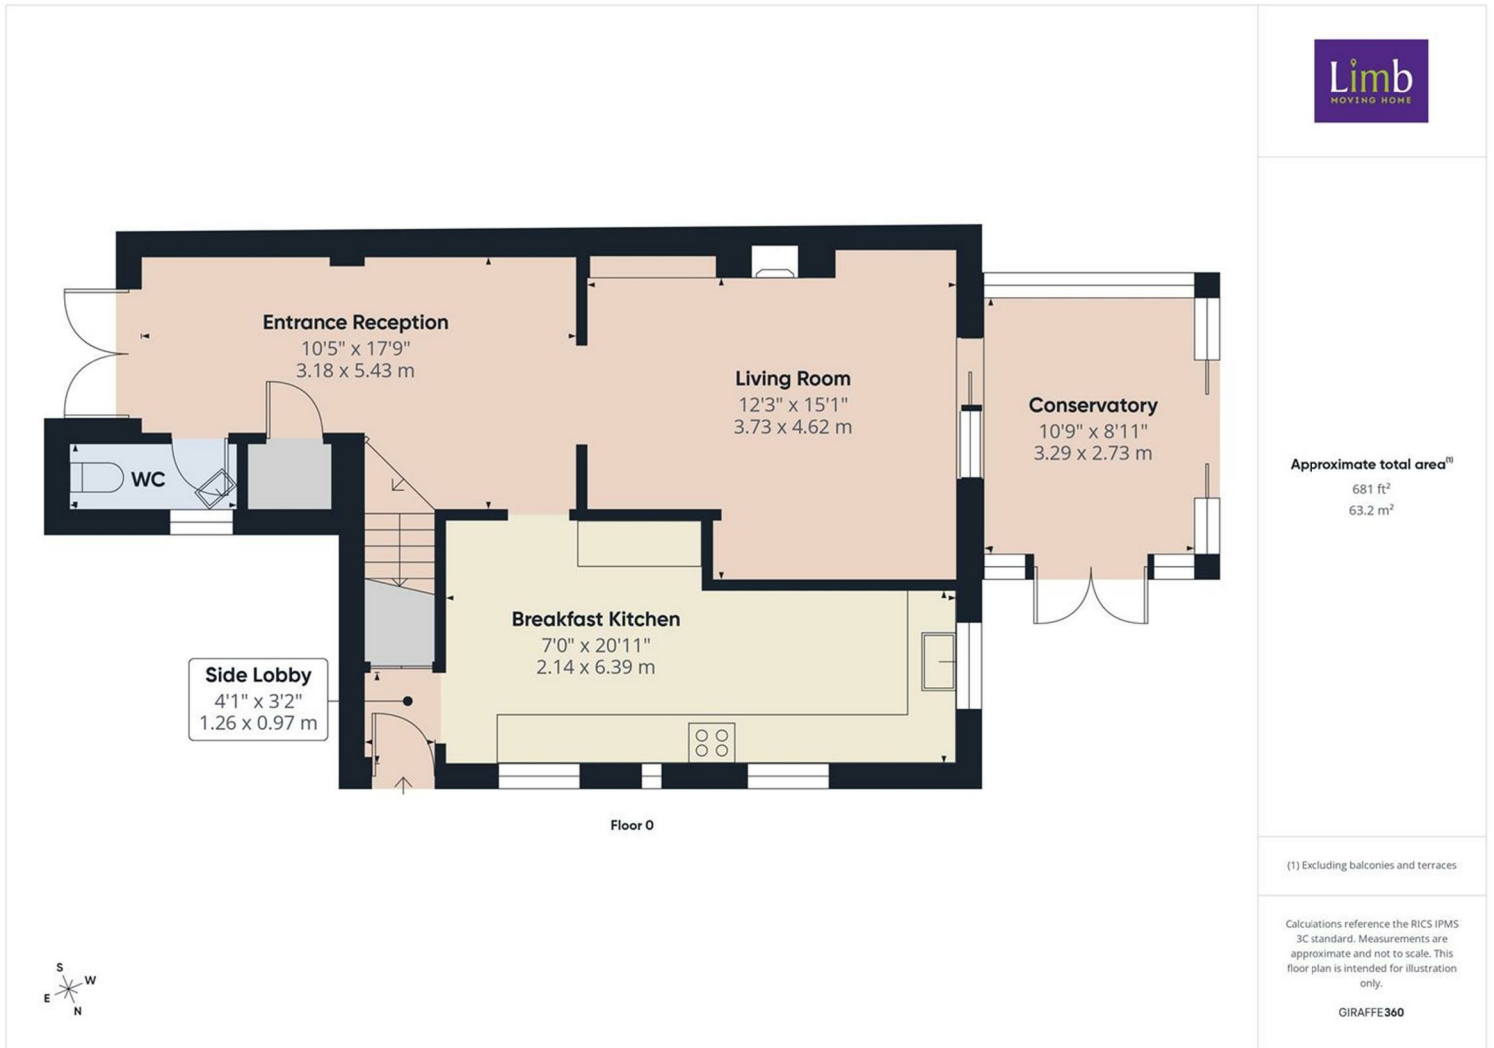 Limb
MOVING HOME
Entrance Reception
10'5" x 17'9"
3.18 x 5.43 m
Living Room
12'3" x 15'1"
3.73 x 4.62 m
Conservatory
10'9" x 8'11"
3.29 x 2.73 m
WC
Breakfast Kitchen
7'0" x 20'11"
2.14 x 6.39 m
Side Lobby
4'1" x 3'2"
1.26 x 0.97 m
Floor 0
S
W
E
N
Approximate total area(1)
681 ft²
63.2 m²
(1) Excluding balconies and terraces
Calculations reference the RICS IPMS
3C standard. Measurements are
approximate and not to scale. This
floor plan is intended for illustration
only.
GIRAFFE360